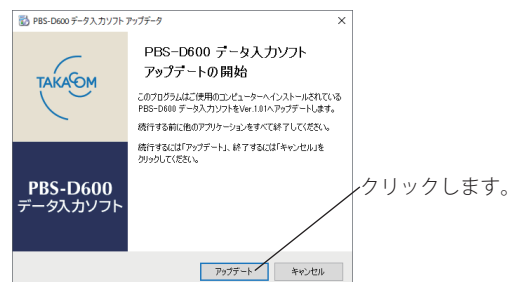 PBS-D600 データ入力ソフト アップデータ
TAKACOM
PBS-D600
データ入力ソフト
PBS-D600 データ入力ソフト
アップデートの開始
このプログラムはご使用のコンピューターへインストールされている
PBS-D600 データ入力ソフトをVer.1.01へアップデートします。
続行する前に他のアプリケーションをすべて終了してください。
続行するには「アップデート」、終了するには「キャンセル」を
クリックしてください。
クリックします。
アップデート
キャンセル